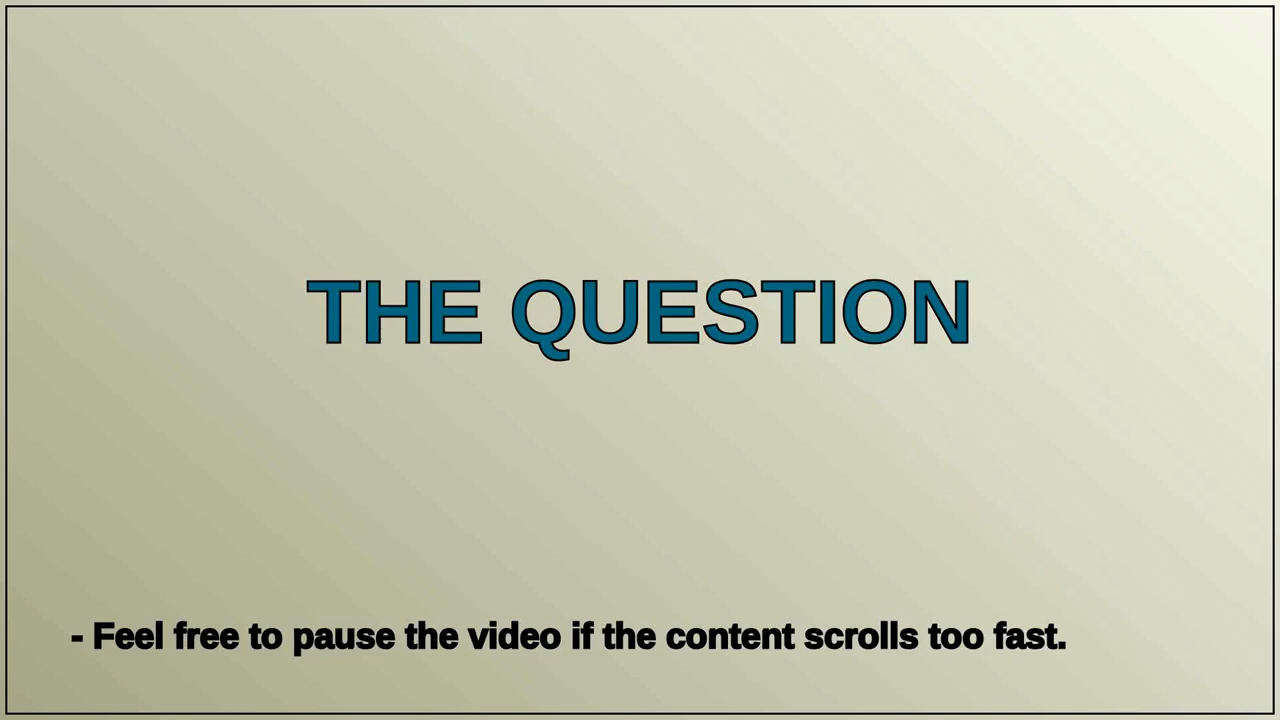 THE QUESTION
- Feel free to pause the video if the content scrolls too fast.